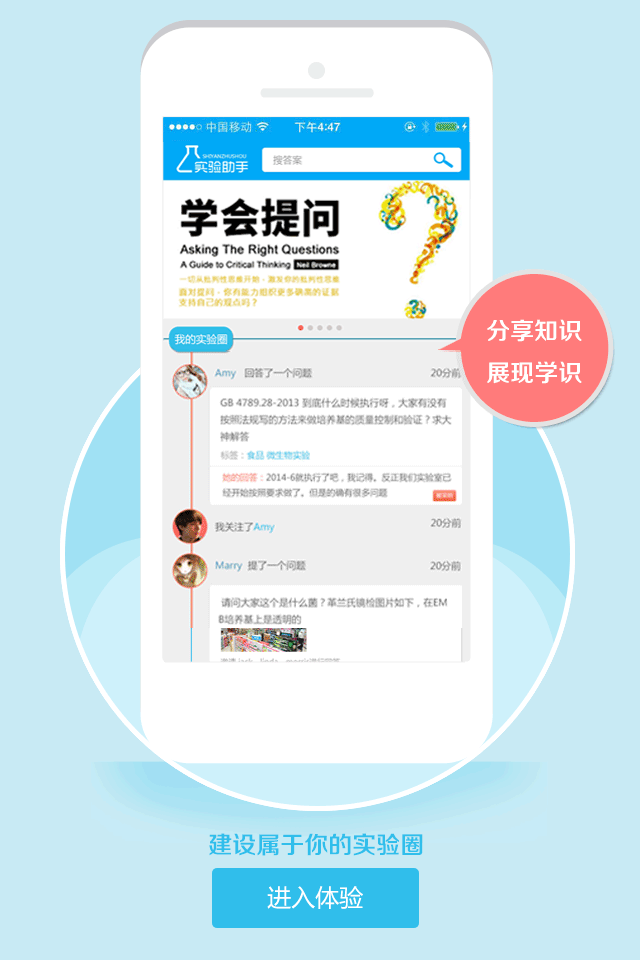 中国移动
下午4:47
SHIYANZHUSHOU
实验助手
搜答案
学会提问
Asking The Right Questions
A Guide to Critical Thinking Neil Browne
一切从批判性思维开始，激发你的批判性思维
面对提问，你有能力组织更多确凿的证据
支持自己的观点吗？
分享知识
展现学识
我的实验圈
Amy 回答了一个问题 20分前
GB 4789.28-2013 到底什么时候执行呀，大家有没有
按照法规写的方法来做培养基的质量控制和验证？求大
神解答
标签：食品 微生物实验
她的回答：2014-6就执行了吧，我记得。反正我们实验室已
经开始按照要求做了。但是的确有很多问题
我关注了Amy 20分前
Marry 提了一个问题 20分前
请问大家这个是什么菌？革兰氏镜检图片如下，在EM
B培养基上是透明的
建设属于你的实验圈
进入体验